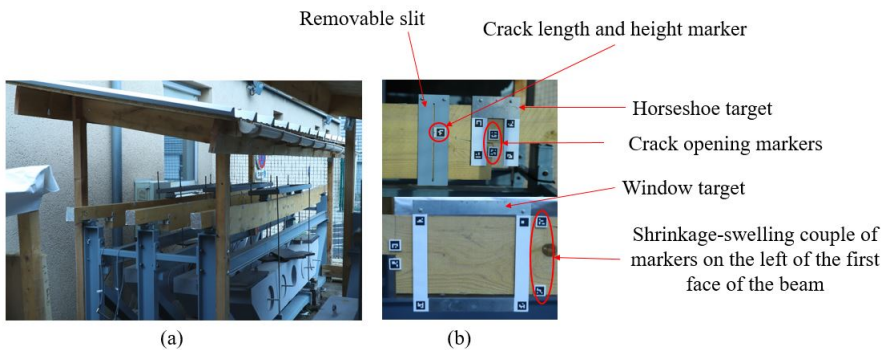 Removable slit
Crack length and height marker
Horseshoe target
Crack opening markers
Window target
Shrinkage-swelling couple of
markers on the left of the first
face of the beam
(a)
(b)